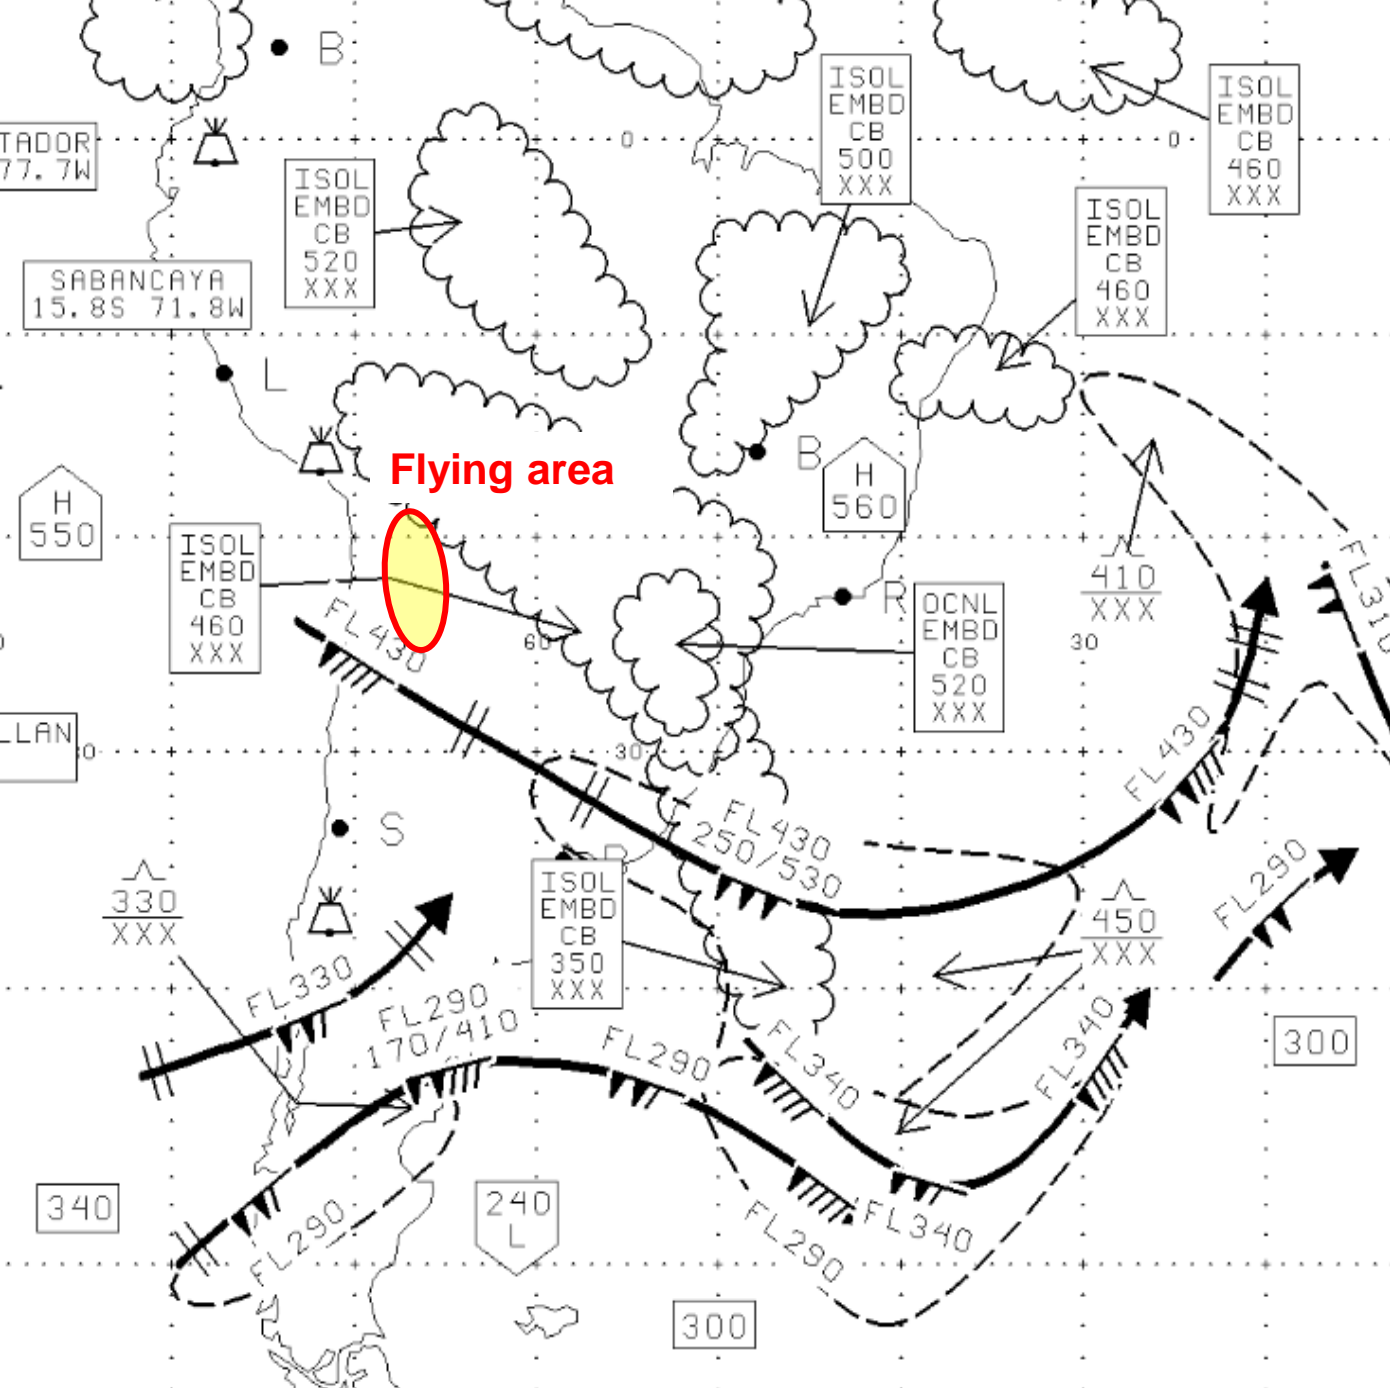 B
TADOR
77.7W
ISOL
EMBD
CB
520
XXX
0
ISOL
EMBD
CB
500
XXX
ISOL
EMBD
CB
460
XXX
0
ISOL
EMBD
CB
460
XXX
SABANCAYA
15.8S 71.8W
L
Flying area
B
H
550
H
560
ISOL
EMBD
CB
460
XXX
FL430
60
R
OCNL
EMBD
CB
520
XXX
410
XXX
30
FL310
0
LLAN
0
30
S
FL430
250/530
FL430
330
XXX
ISOL
EMBD
CB
350
XXX
450
XXX
FL290
FL330
FL290
170/410
FL290
FL340
FL340
300
340
FL290
240
L
FL290
FL340
300